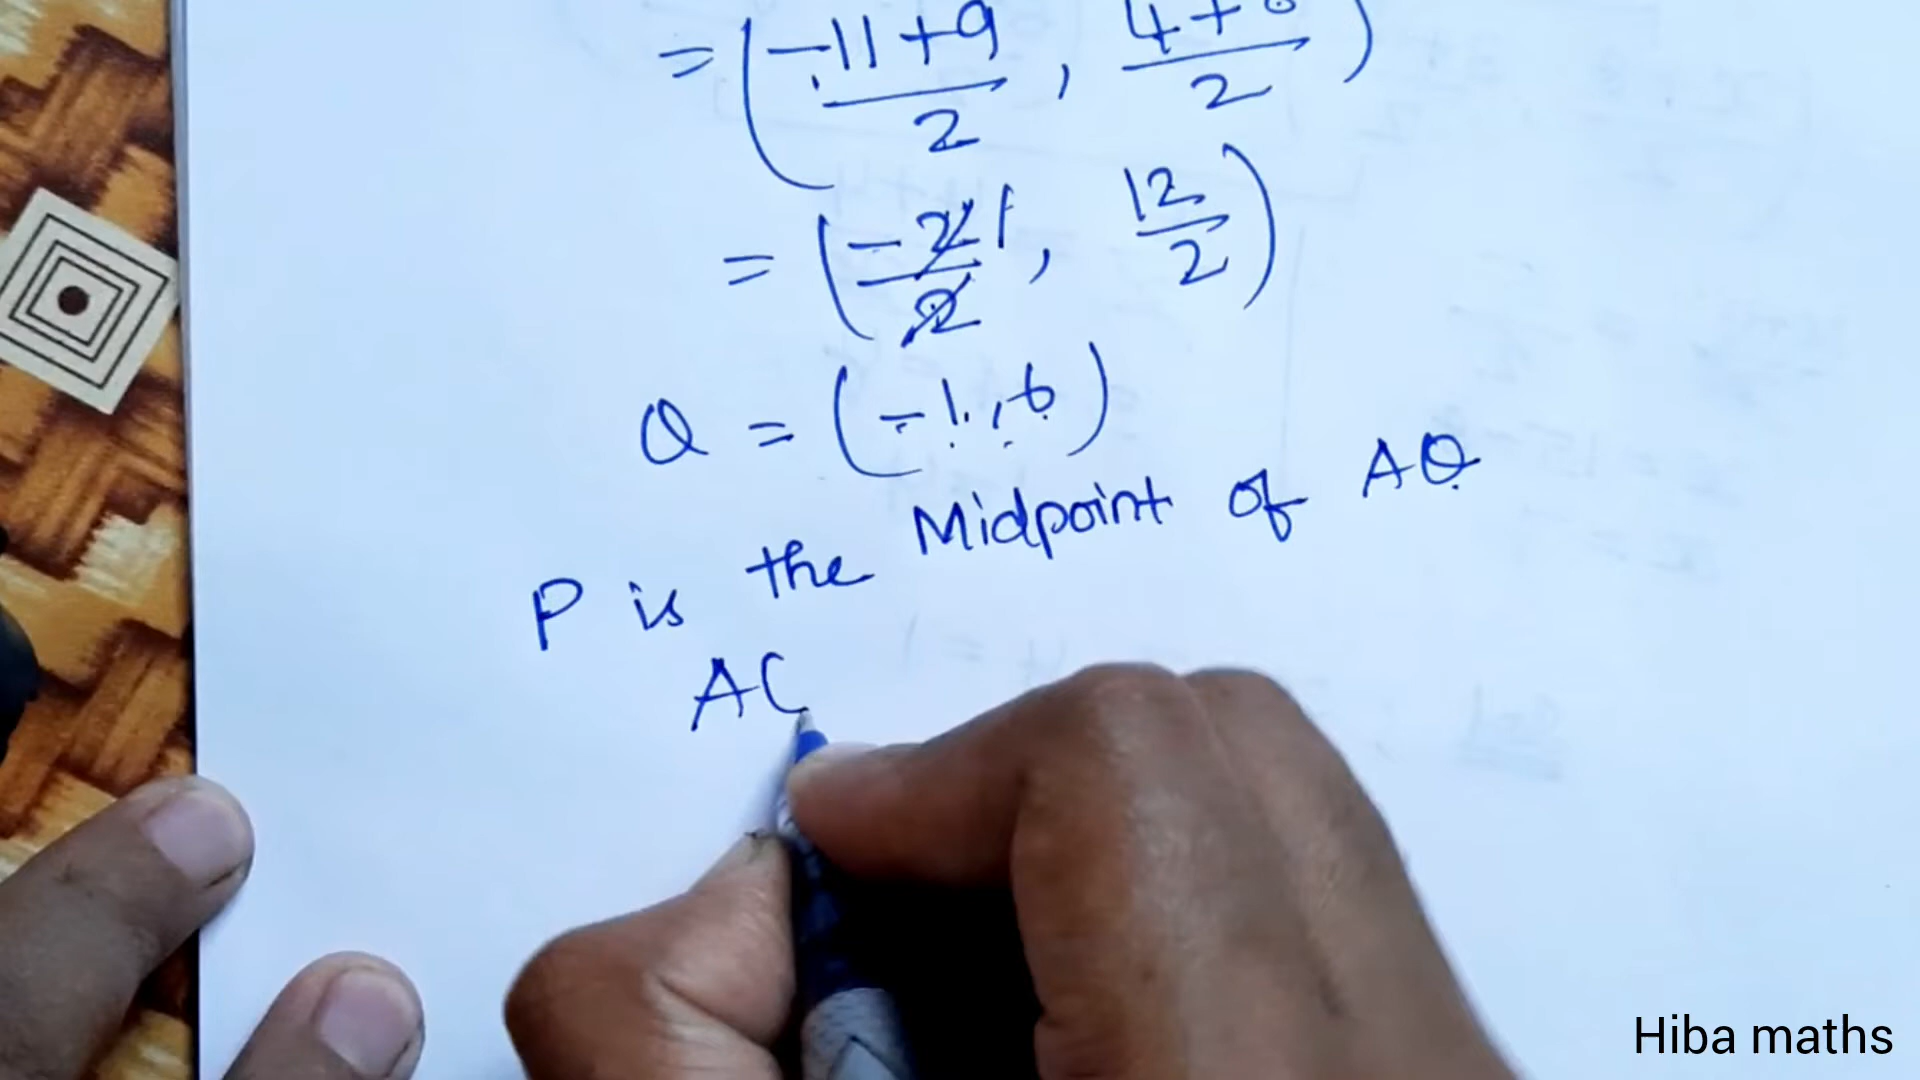 = (-11+9/2, 4+8/2)
= (-2/2 1, 12/2)
Q = (-1, 6)
P is the Midpoint of AQ
A(
Hiba maths